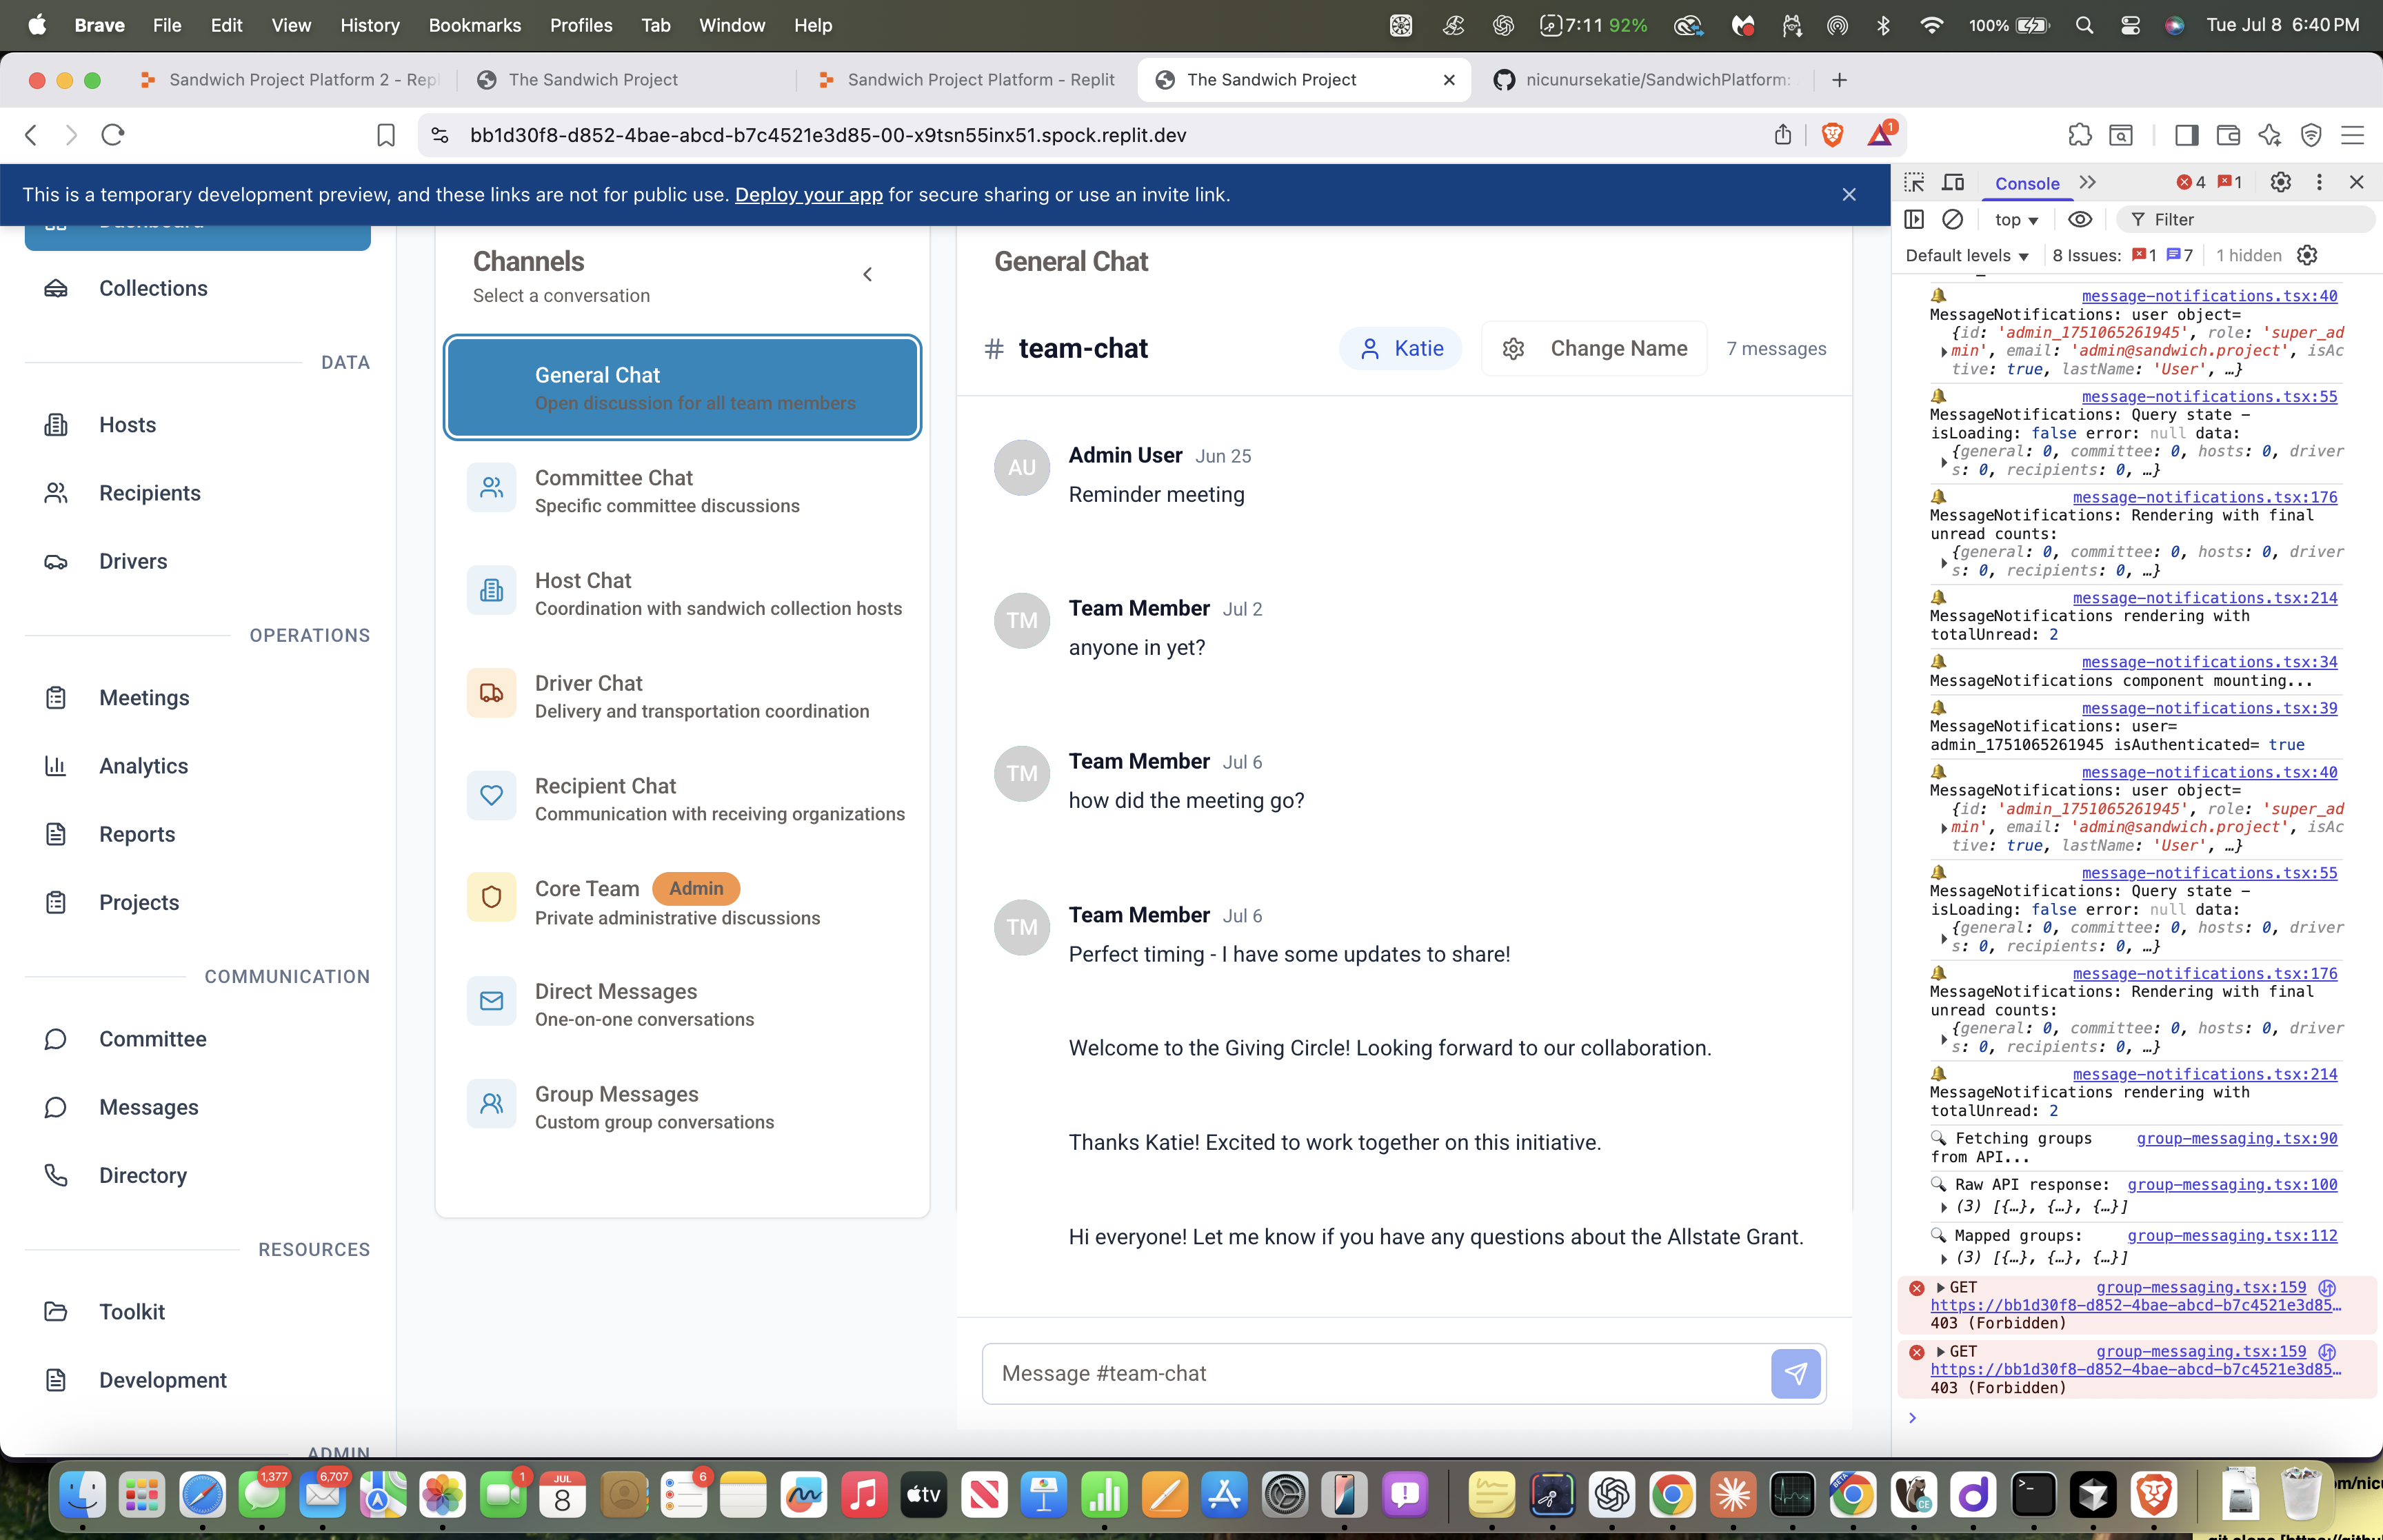 Brave File Edit View History Bookmarks Profiles Tab Window Help
7:11 92% 100% Tue Jul 8 6:40 PM
Sandwich Project Platform 2 - Repl
The Sandwich Project
Sandwich Project Platform - Replit
The Sandwich Project
nicunursekatie/SandwichPlatform:
bb1d30f8-d852-4bae-abcd-b7c4521e3d85-00-x9tsn55inx51.spock.replit.dev
1
This is a temporary development preview, and these links are not for public use. Deploy your app for secure sharing or use an invite link.
Dashboard
Collections
DATA
Hosts
Recipients
Drivers
OPERATIONS
Meetings
Analytics
Reports
Projects
COMMUNICATION
Committee
Messages
Directory
RESOURCES
Toolkit
Development
ADMIN
Channels
Select a conversation
General Chat
Open discussion for all team members
Committee Chat
Specific committee discussions
Host Chat
Coordination with sandwich collection hosts
Driver Chat
Delivery and transportation coordination
Recipient Chat
Communication with receiving organizations
Core Team Admin
Private administrative discussions
Direct Messages
One-on-one conversations
Group Messages
Custom group conversations
General Chat
# team-chat
Katie
Change Name
7 messages
AU
Admin User Jun 25
Reminder meeting
TM
Team Member Jul 2
anyone in yet?
TM
Team Member Jul 6
how did the meeting go?
TM
Team Member Jul 6
Perfect timing - I have some updates to share!
Welcome to the Giving Circle! Looking forward to our collaboration.
Thanks Katie! Excited to work together on this initiative.
Hi everyone! Let me know if you have any questions about the Allstate Grant.
Message #team-chat
Console
4 1
top
Filter
Default levels
8 Issues: 1 7
1 hidden
message-notifications.tsx:40
MessageNotifications: user object=
{id: 'admin_1751065261945', role: 'super_ad
min', email: 'admin@sandwich.project', isAc
tive: true, lastName: 'User', …}
message-notifications.tsx:55
MessageNotifications: Query state -
isLoading: false error: null data:
{general: 0, committee: 0, hosts: 0, driver
s: 0, recipients: 0, …}
message-notifications.tsx:176
MessageNotifications: Rendering with final
unread counts:
{general: 0, committee: 0, hosts: 0, driver
s: 0, recipients: 0, …}
message-notifications.tsx:214
MessageNotifications rendering with
totalUnread: 2
message-notifications.tsx:34
MessageNotifications component mounting...
message-notifications.tsx:39
MessageNotifications: user=
admin_1751065261945 isAuthenticated= true
message-notifications.tsx:40
MessageNotifications: user object=
{id: 'admin_1751065261945', role: 'super_ad
min', email: 'admin@sandwich.project', isAc
tive: true, lastName: 'User', …}
message-notifications.tsx:55
MessageNotifications: Query state -
isLoading: false error: null data:
{general: 0, committee: 0, hosts: 0, driver
s: 0, recipients: 0, …}
message-notifications.tsx:176
MessageNotifications: Rendering with final
unread counts:
{general: 0, committee: 0, hosts: 0, driver
s: 0, recipients: 0, …}
message-notifications.tsx:214
MessageNotifications rendering with
totalUnread: 2
Fetching groups group-messaging.tsx:90
from API...
Raw API response: group-messaging.tsx:100
(3) [{…}, {…}, {…}]
Mapped groups: group-messaging.tsx:112
(3) [{…}, {…}, {…}]
GET group-messaging.tsx:159
https://bb1d30f8-d852-4bae-abcd-b7c4521e3d85…
403 (Forbidden)
GET group-messaging.tsx:159
https://bb1d30f8-d852-4bae-abcd-b7c4521e3d85…
403 (Forbidden)
1,377
6,707
1
JUL
8
6
tv
BETA
CE
om/nicu